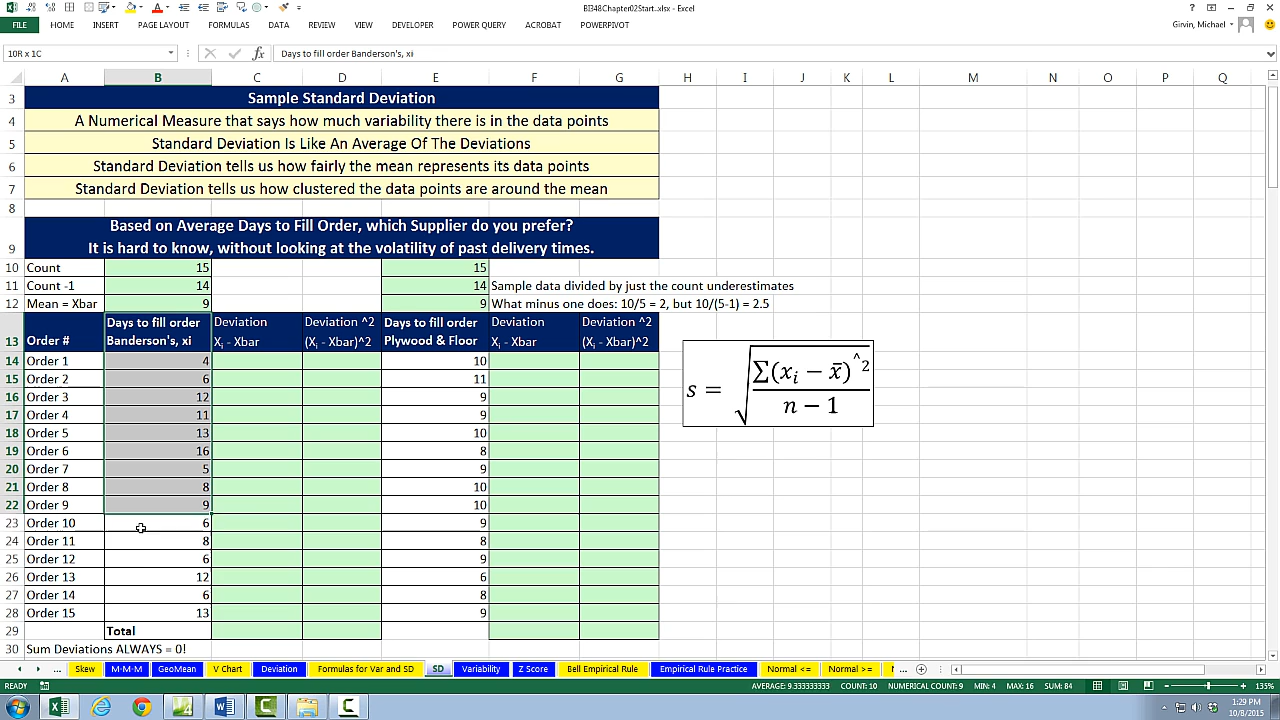 BI348Chapter02Start..xlsx - Excel
FILE HOME INSERT PAGE LAYOUT FORMULAS DATA REVIEW VIEW DEVELOPER POWER QUERY ACROBAT POWERPIVOT Girvin, Michael
10R x 1C fx Days to fill order Banderson's, xi
A B C D E F G H I J K L M N O P Q
3 Sample Standard Deviation
4 A Numerical Measure that says how much variability there is in the data points
5 Standard Deviation Is Like An Average Of The Deviations
6 Standard Deviation tells us how fairly the mean represents its data points
7 Standard Deviation tells us how clustered the data points are around the mean
8
Based on Average Days to Fill Order, which Supplier do you prefer?
9 It is hard to know, without looking at the volatility of past delivery times.
10 Count 15 15
11 Count -1 14 14 Sample data divided by just the count underestimates
12 Mean = Xbar 9 9 What minus one does: 10/5 = 2, but 10/(5-1) = 2.5
Days to fill order Deviation Deviation ^2 Days to fill order Deviation Deviation ^2
13 Order # Banderson's, xi Xi - Xbar (Xi - Xbar)^2 Plywood & Floor Xi - Xbar (Xi - Xbar)^2
14 Order 1 4 10
15 Order 2 6 11
16 Order 3 12 9
17 Order 4 11 9
18 Order 5 13 10
19 Order 6 16 8
20 Order 7 5 9
21 Order 8 8 10
22 Order 9 9 10
23 Order 10 6 9
24 Order 11 8 8
25 Order 12 6 9
26 Order 13 12 6
27 Order 14 6 8
28 Order 15 13 9
29 Total
30 Sum Deviations ALWAYS = 0!
s = √(∑(xi − x̄)^2 / n − 1)
... Skew M-M-M GeoMean V Chart Deviation Formulas for Var and SD SD Variability Z Score Bell Empirical Rule Empirical Rule Practice Normal <= Normal >= ...
READY AVERAGE: 9.333333333 COUNT: 10 NUMERICAL COUNT: 9 MIN: 4 MAX: 16 SUM: 84 135%
1:29 PM
10/8/2015